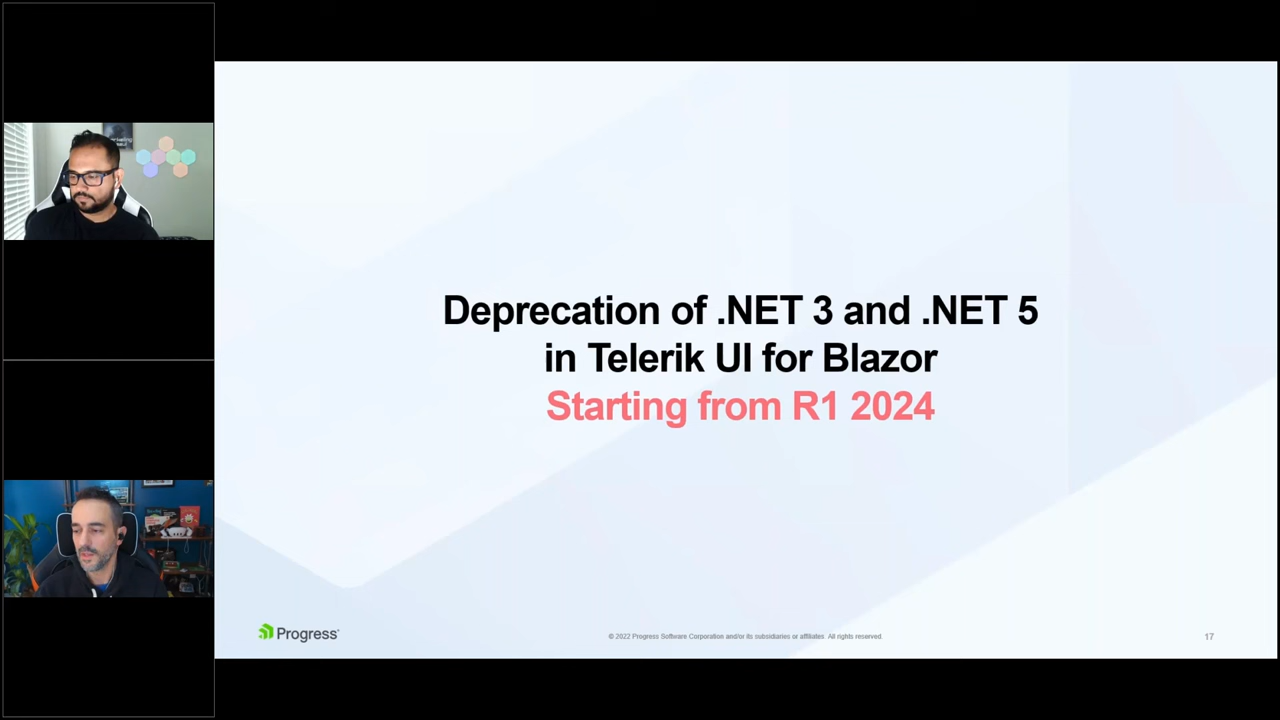 Deprecation of .NET 3 and .NET 5
in Telerik UI for Blazor
Starting from R1 2024
Progress
© 2022 Progress Software Corporation and/or its subsidiaries or affiliates. All rights reserved.
17